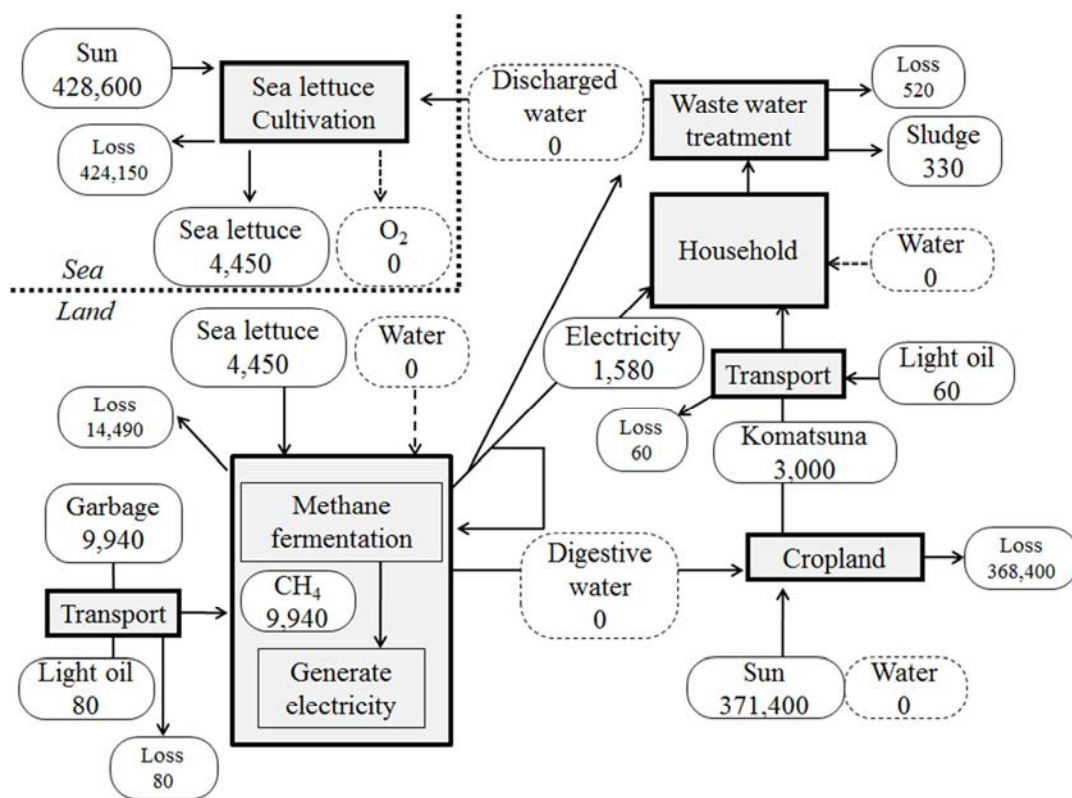 Sun
428,600
Sea lettuce
Cultivation
Loss
424,150
Sea lettuce
4,450
O2
0
Sea
Land
Discharged
water
0
Waste water
treatment
Loss
520
Sludge
330
Household
Water
0
Electricity
1,580
Transport
Light oil
60
Loss
60
Komatsuna
3,000
Cropland
Loss
368,400
Sun
371,400
Water
0
Sea lettuce
4,450
Water
0
Loss
14,490
Garbage
9,940
Transport
Light oil
80
Loss
80
Methane
fermentation
CH4
9,940
Generate
electricity
Digestive
water
0